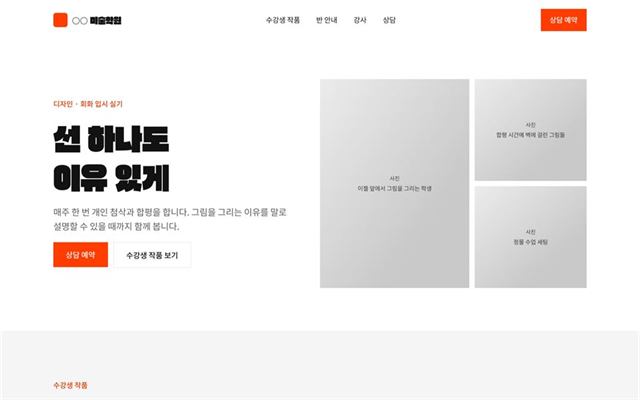 ○○ 미술학원
수강생 작품
반 안내
강사
상담
상담 예약
디자인 · 회화 입시 실기
선 하나도
이유 있게
매주 한 번 개인 첨삭과 합평을 합니다. 그림을 그리는 이유를 말로
설명할 수 있을 때까지 함께 봅니다.
상담 예약
수강생 작품 보기
사진
이젤 앞에서 그림을 그리는 학생
사진
합평 시간에 벽에 걸린 그림들
사진
정물 수업 세팅
수강생 작품